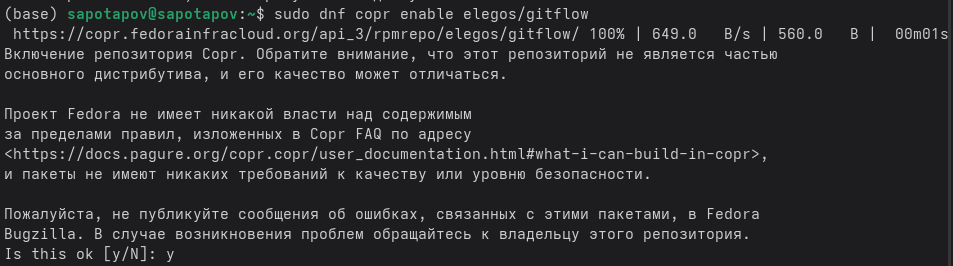 (base) sapotapov@sapotapov:~$ sudo dnf copr enable elegos/gitflow
https://copr.fedorainfracloud.org/api_3/rpmrepo/elegos/gitflow/ 100% | 649.0   B/s | 560.0   B |  00m01s
Включение репозитория Copr. Обратите внимание, что этот репозиторий не является частью
основного дистрибутива, и его качество может отличаться.
Проект Fedora не имеет никакой власти над содержимым
за пределами правил, изложенных в Copr FAQ по адресу
<https://docs.pagure.org/copr.copr/user_documentation.html#what-i-can-build-in-copr>,
и пакеты не имеют никаких требований к качеству или уровню безопасности.
Пожалуйста, не публикуйте сообщения об ошибках, связанных с этими пакетами, в Fedora
Bugzilla. В случае возникновения проблем обращайтесь к владельцу этого репозитория.
Is this ok [y/N]: y